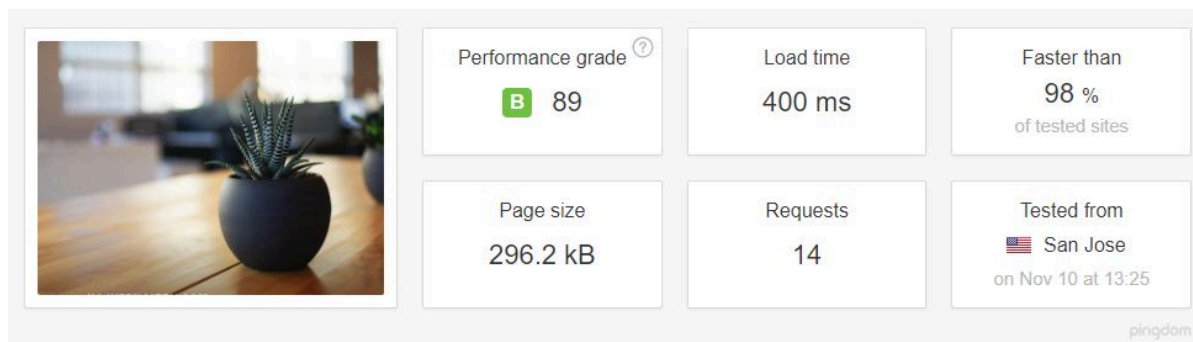 Performance grade ?
B 89
Load time
400 ms
Faster than
98 %
of tested sites
Page size
296.2 kB
Requests
14
Tested from
San Jose
on Nov 10 at 13:25
pingdom